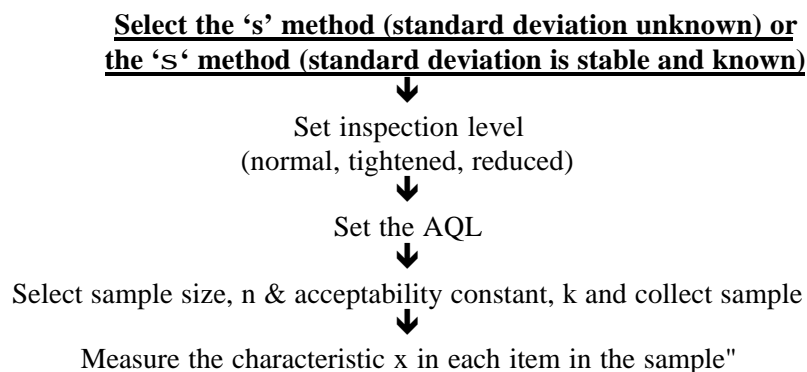 Select the ‘s’ method (standard deviation unknown) or
the ‘s‘ method (standard deviation is stable and known)
Set inspection level
(normal, tightened, reduced)
Set the AQL
Select sample size, n & acceptability constant, k and collect sample
Measure the characteristic x in each item in the sample"